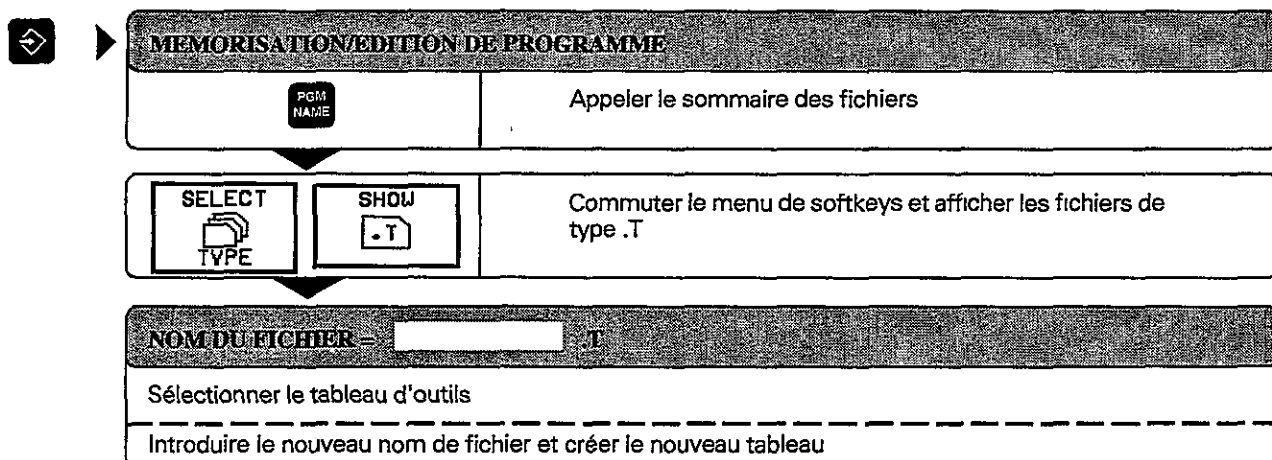 MEMORISATION/EDITION DE PROGRAMME
PGM
NAME
Appeler le sommaire des fichiers
SELECT
TYPE
SHOW
.T
Commuter le menu de softkeys et afficher les fichiers de
type .T
NOM DU FICHIER = .T
Sélectionner le tableau d'outils
Introduire le nouveau nom de fichier et créer le nouveau tableau